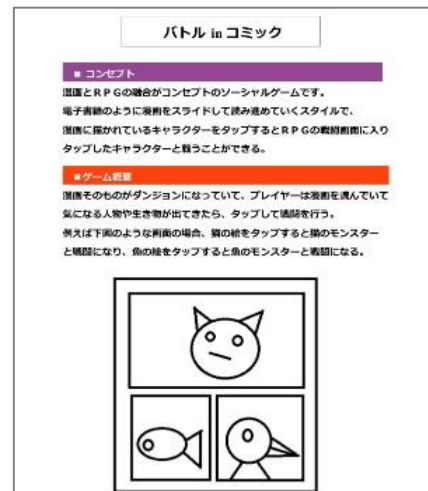 バトル in コミック
■ コンセプト
漫画とRPGの融合がコンセプトのソーシャルゲームです。
電子書籍のように漫画をスライドして読み進めていくスタイルで、
漫画に描かれているキャラクターをタップするとRPGの戦闘画面に入り
タップしたキャラクターと戦うことができる。
■ゲーム概要
漫画そのものがダンジョンになっていて、プレイヤーは漫画を読んでいて
気になる人物や生き物が出てきたら、タップして戦闘を行う。
例えば下図のような画面の場合、猫の絵をタップすると猫のモンスター
と戦闘になり、魚の絵をタップすると魚のモンスターと戦闘になる。